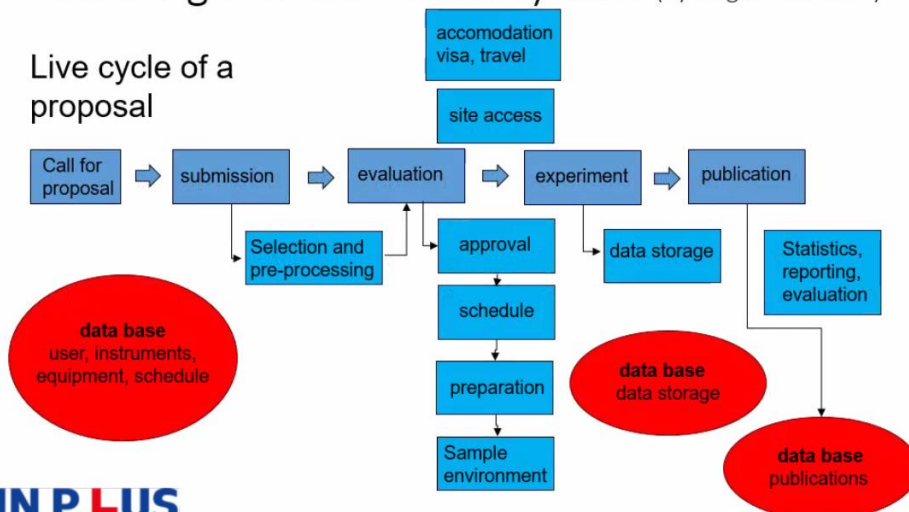 accomodation
visa, travel
Live cycle of a
proposal
site access
Call for
proposal
submission
evaluation
experiment
publication
Selection and
pre-processing
approval
data storage
Statistics,
reporting,
evaluation
schedule
data base
user, instruments,
equipment, schedule
preparation
data base
data storage
Sample
environment
data base
publications
IN PLUS